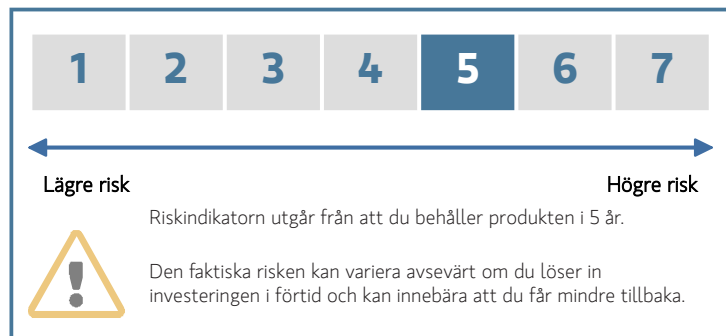 1 2 3 4 5 6 7
Lägre risk Högre risk
Riskindikatorn utgår från att du behåller produkten i 5 år.
Den faktiska risken kan variera avsevärt om du löser in
investeringen i förtid och kan innebära att du får mindre tillbaka.